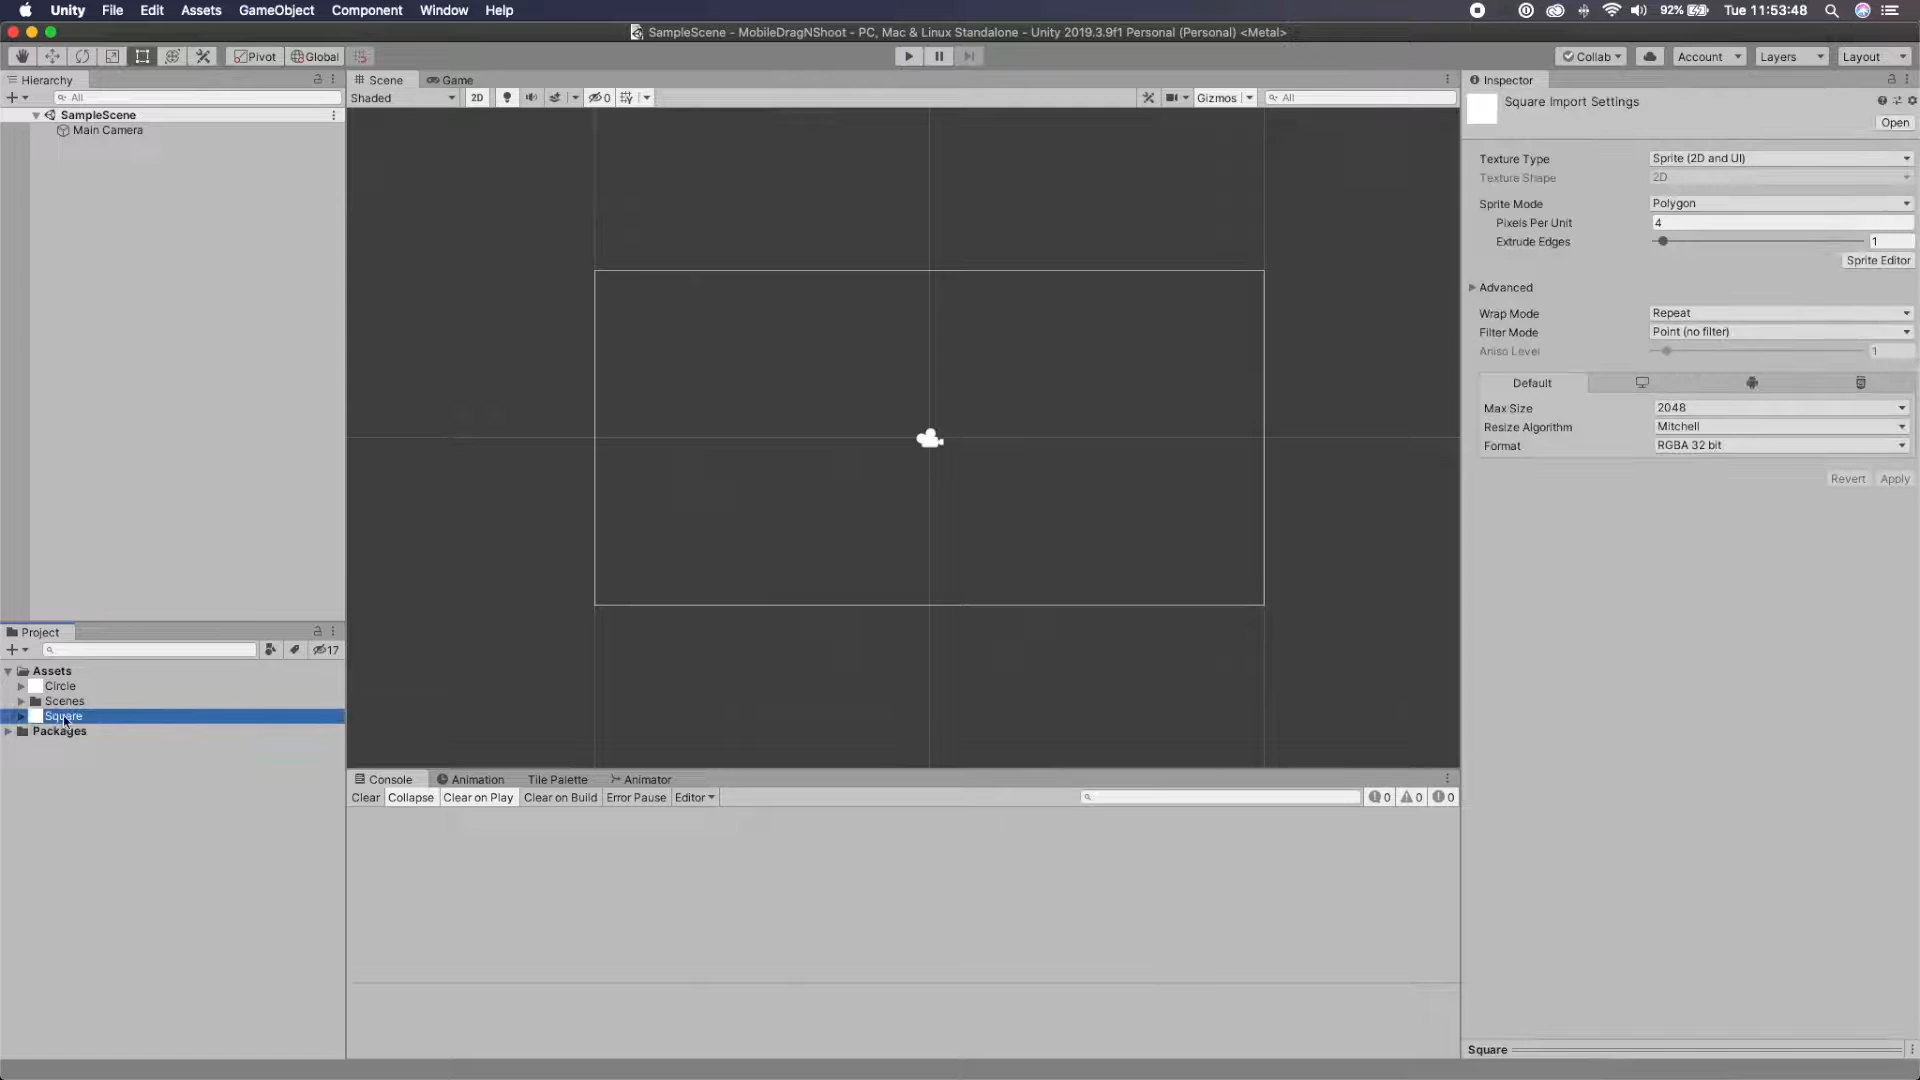 Unity File Edit Assets GameObject Component Window Help 92% Tue 11:53:48
SampleScene - MobileDragNShoot - PC, Mac & Linux Standalone - Unity 2019.3.9f1 Personal (Personal) <Metal>
Pivot Global Collab Account Layers Layout
Hierarchy
All
SampleScene
Main Camera
Scene Game
Shaded 2D 0 Gizmos All
Inspector
Square Import Settings
Open
Texture Type Sprite (2D and UI)
Texture Shape 2D
Sprite Mode Polygon
Pixels Per Unit 4
Extrude Edges 1
Sprite Editor
Advanced
Wrap Mode Repeat
Filter Mode Point (no filter)
Aniso Level 1
Default
Max Size 2048
Resize Algorithm Mitchell
Format RGBA 32 bit
Revert Apply
Project
17
Assets
Circle
Scenes
Square
Packages
Console Animation Tile Palette Animator
Clear Collapse Clear on Play Clear on Build Error Pause Editor 0 0 0
Square